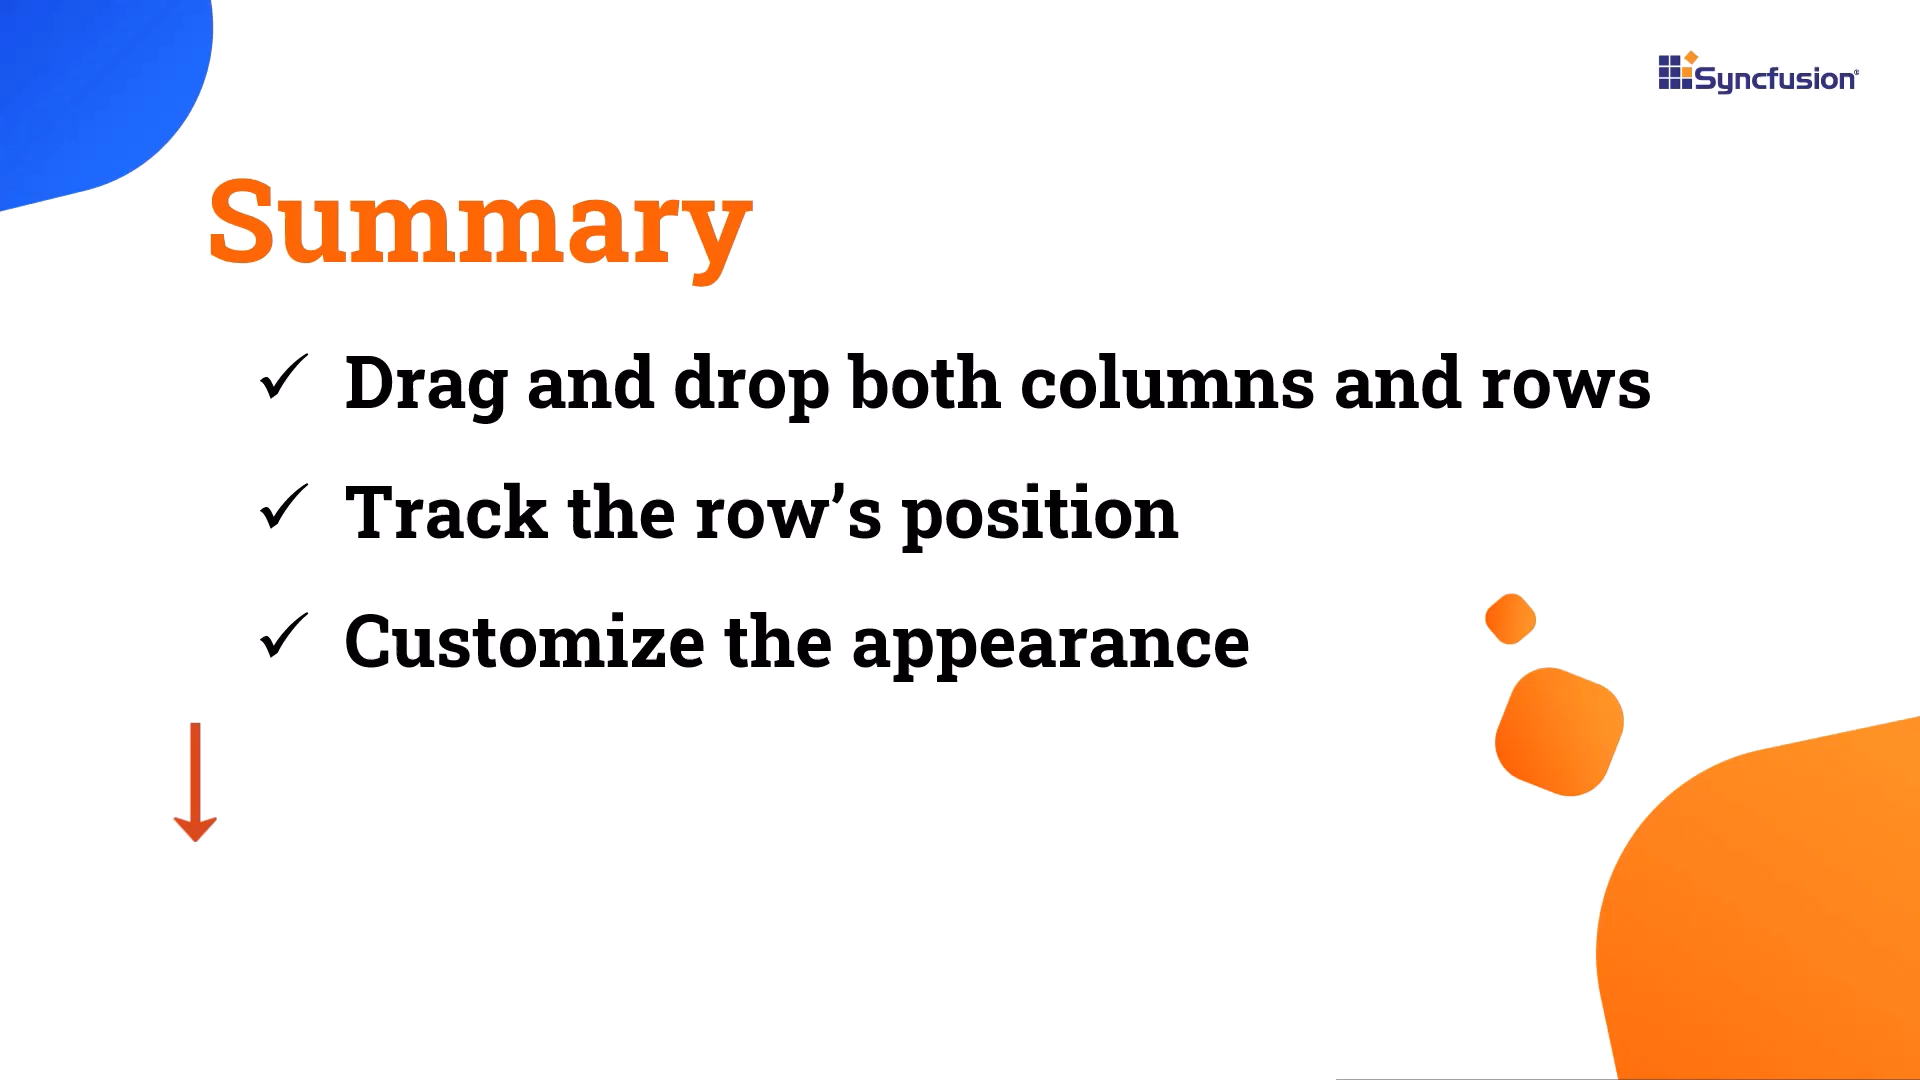 Syncfusion®
Summary
✓ Drag and drop both columns and rows
✓ Track the row’s position
✓ Customize the appearance